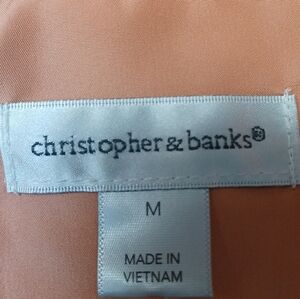 christopher & banks®
M
MADE IN
VIETNAM